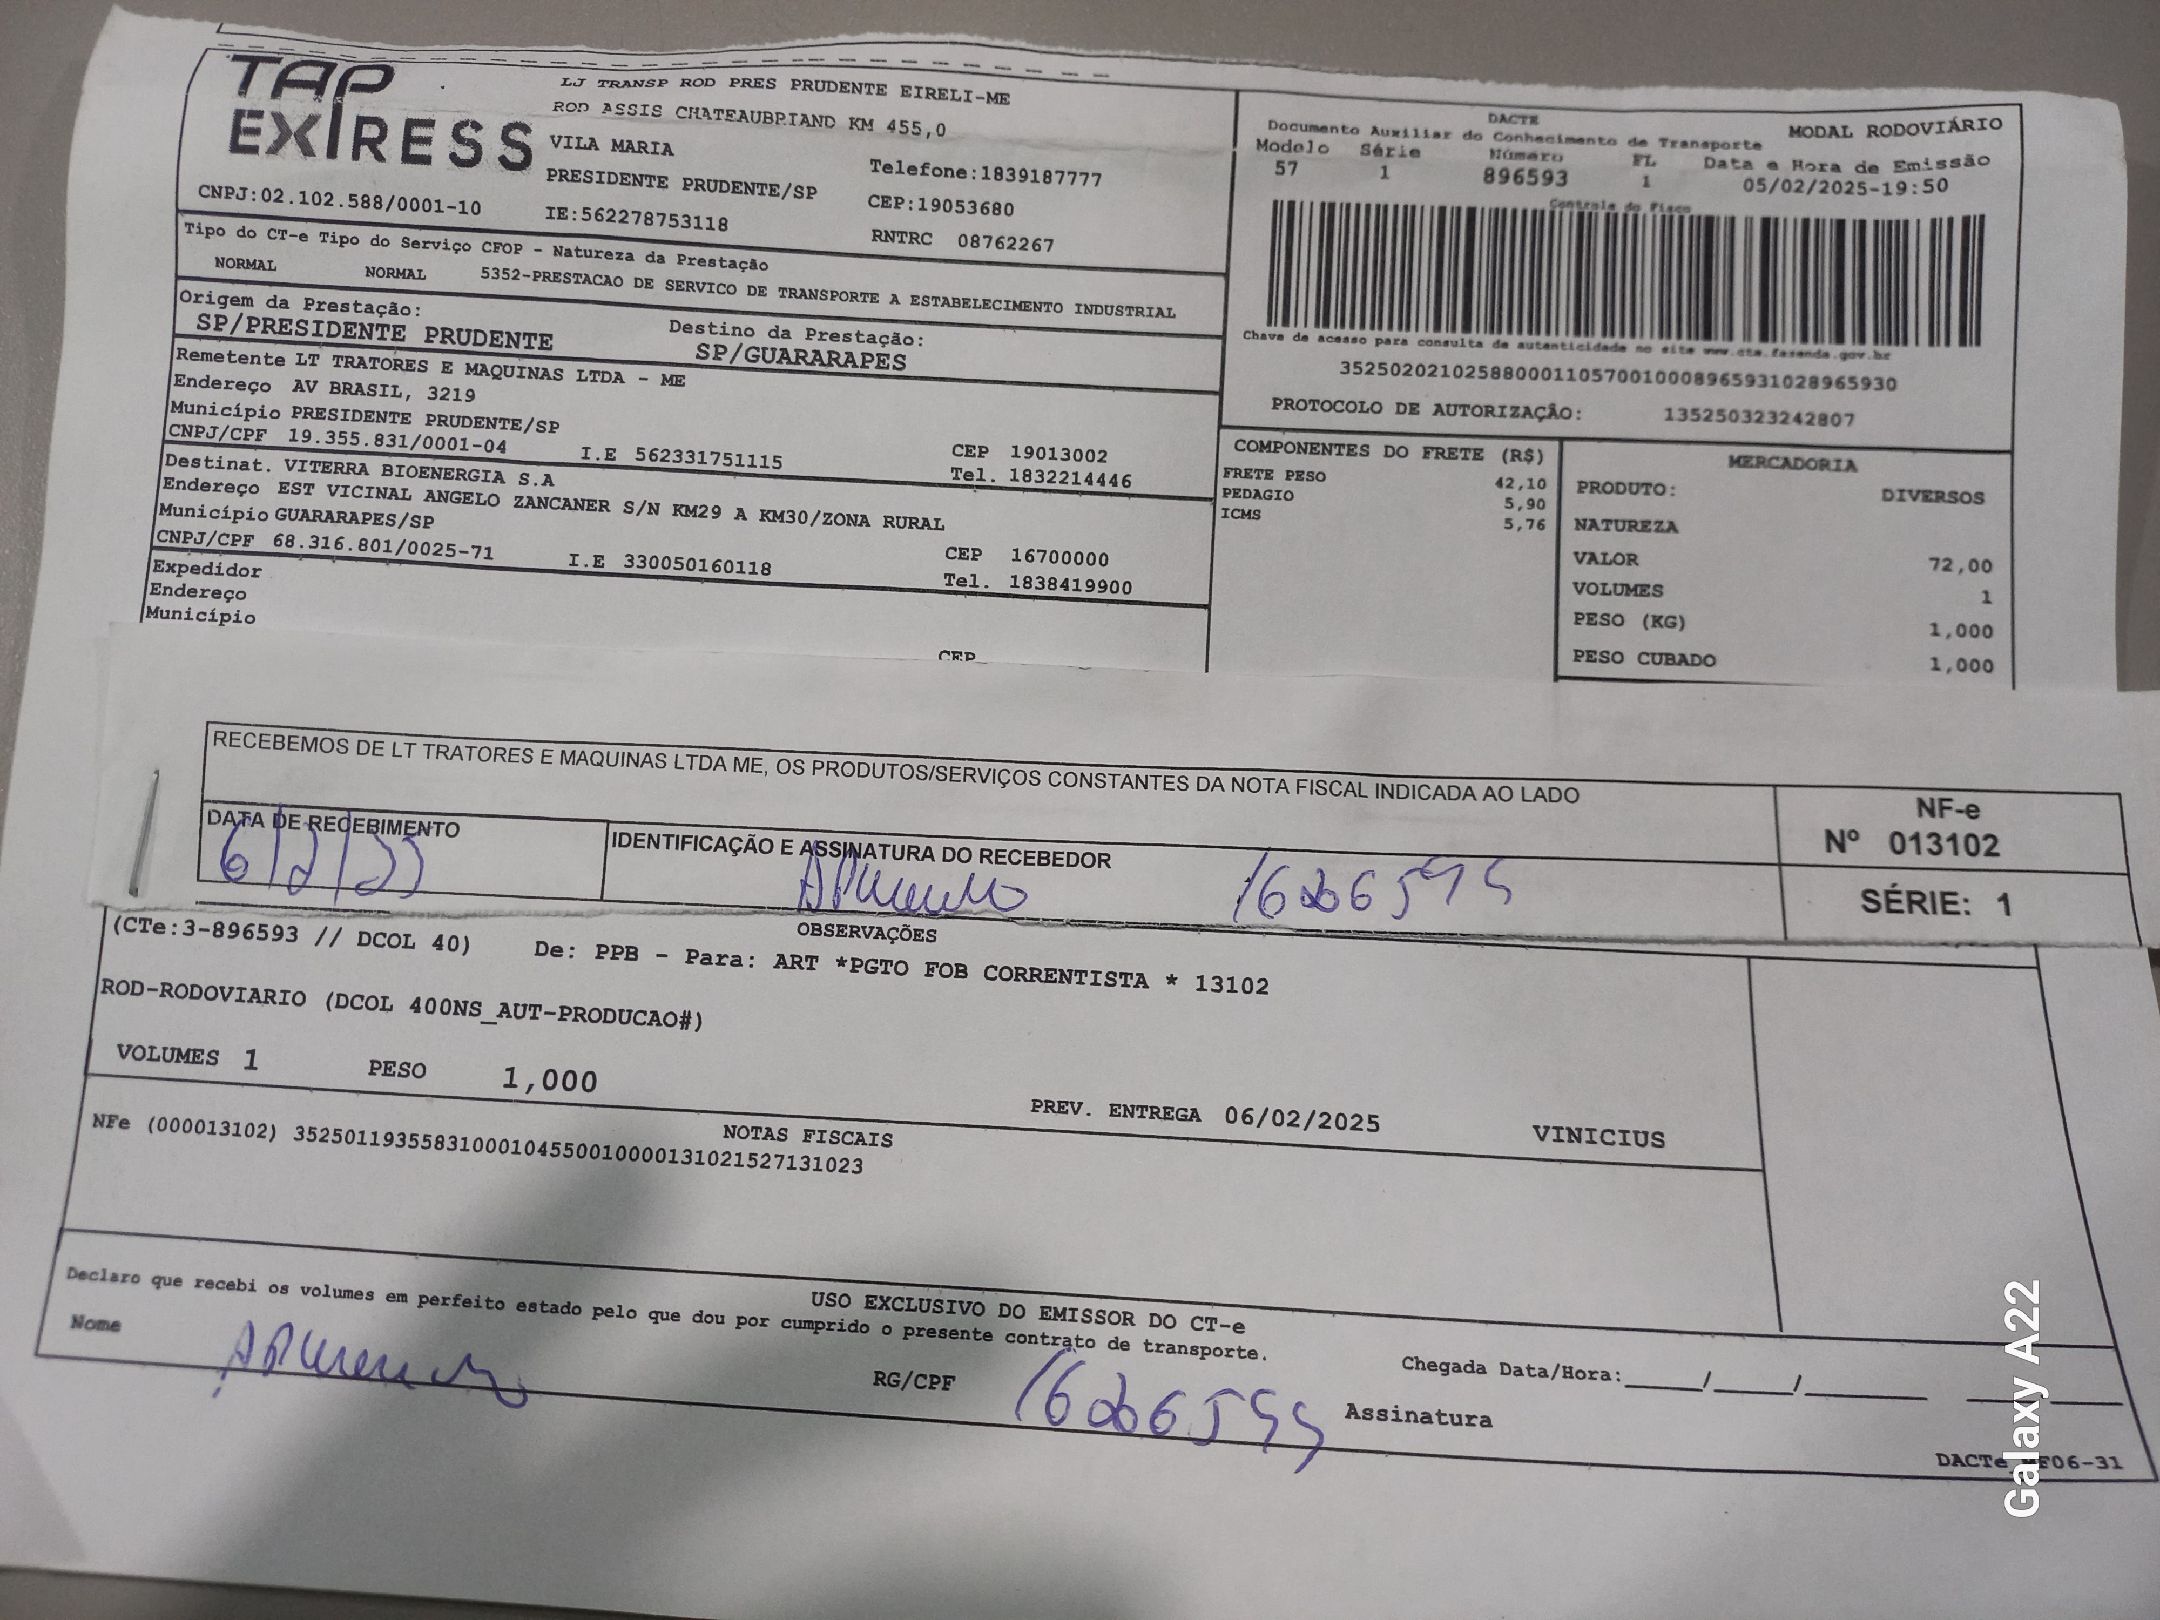 TAP EXPRESS
LJ TRANSP ROD PRES PRUDENTE EIRELI-ME
ROD ASSIS CHATEAUBRIAND KM 455,0
VILA MARIA
PRESIDENTE PRUDENTE/SP
Telefone:1839187777
CEP:19053680
CNPJ:02.102.588/0001-10 IE:562278753118 RNTRC 08762267
Tipo do CT-e Tipo do Serviço CFOP - Natureza da Prestação
NORMAL NORMAL 5352-PRESTACAO DE SERVICO DE TRANSPORTE A ESTABELECIMENTO INDUSTRIAL
Origem da Prestação: Destino da Prestação:
SP/PRESIDENTE PRUDENTE SP/GUARARAPES
Remetente LT TRATORES E MAQUINAS LTDA - ME
Endereço AV BRASIL, 3219
Município PRESIDENTE PRUDENTE/SP CEP 19013002
CNPJ/CPF 19.355.831/0001-04 I.E 562331751115 Tel. 1832214446
Destinat. VITERRA BIOENERGIA S.A
Endereço EST VICINAL ANGELO ZANCANER S/N KM29 A KM30/ZONA RURAL
Município GUARARAPES/SP CEP 16700000
CNPJ/CPF 68.316.801/0025-71 I.E 330050160118 Tel. 1838419900
Expedidor
Endereço
Município
CEP
DACTE
Documento Auxiliar do Conhecimento de Transporte MODAL RODOVIÁRIO
Modelo Série Número FL Data e Hora de Emissão
57 1 896593 1 05/02/2025-19:50
Controle do Fisco
Chave de acesso para consulta de autenticidade no site www.cte.fazenda.gov.br
35250202102588000110570010008965931028965930
PROTOCOLO DE AUTORIZAÇÃO: 135250323242807
COMPONENTES DO FRETE (R$)
FRETE PESO 42,10
PEDAGIO 5,90
ICMS 5,76
MERCADORIA
PRODUTO: DIVERSOS
NATUREZA
VALOR 72,00
VOLUMES 1
PESO (KG) 1,000
PESO CUBADO 1,000
RECEBEMOS DE LT TRATORES E MAQUINAS LTDA ME, OS PRODUTOS/SERVIÇOS CONSTANTES DA NOTA FISCAL INDICADA AO LADO
NF-e
Nº 013102
SÉRIE: 1
DATA DE RECEBIMENTO
6/2/25
IDENTIFICAÇÃO E ASSINATURA DO RECEBEDOR
OBSERVAÇÕES
(CTe:3-896593 // DCOL 40) De: PPB - Para: ART *PGTO FOB CORRENTISTA * 13102
ROD-RODOVIARIO (DCOL 400NS_AUT-PRODUCAO#)
VOLUMES 1 PESO 1,000
PREV. ENTREGA 06/02/2025 VINICIUS
NOTAS FISCAIS
NFe (000013102) 35250119355831000104550010000131021527131023
USO EXCLUSIVO DO EMISSOR DO CT-e
Declaro que recebi os volumes em perfeito estado pelo que dou por cumprido o presente contrato de transporte.
Nome RG/CPF Assinatura
Chegada Data/Hora:_____/_____/________
DACTe F06-31
Galaxy A22